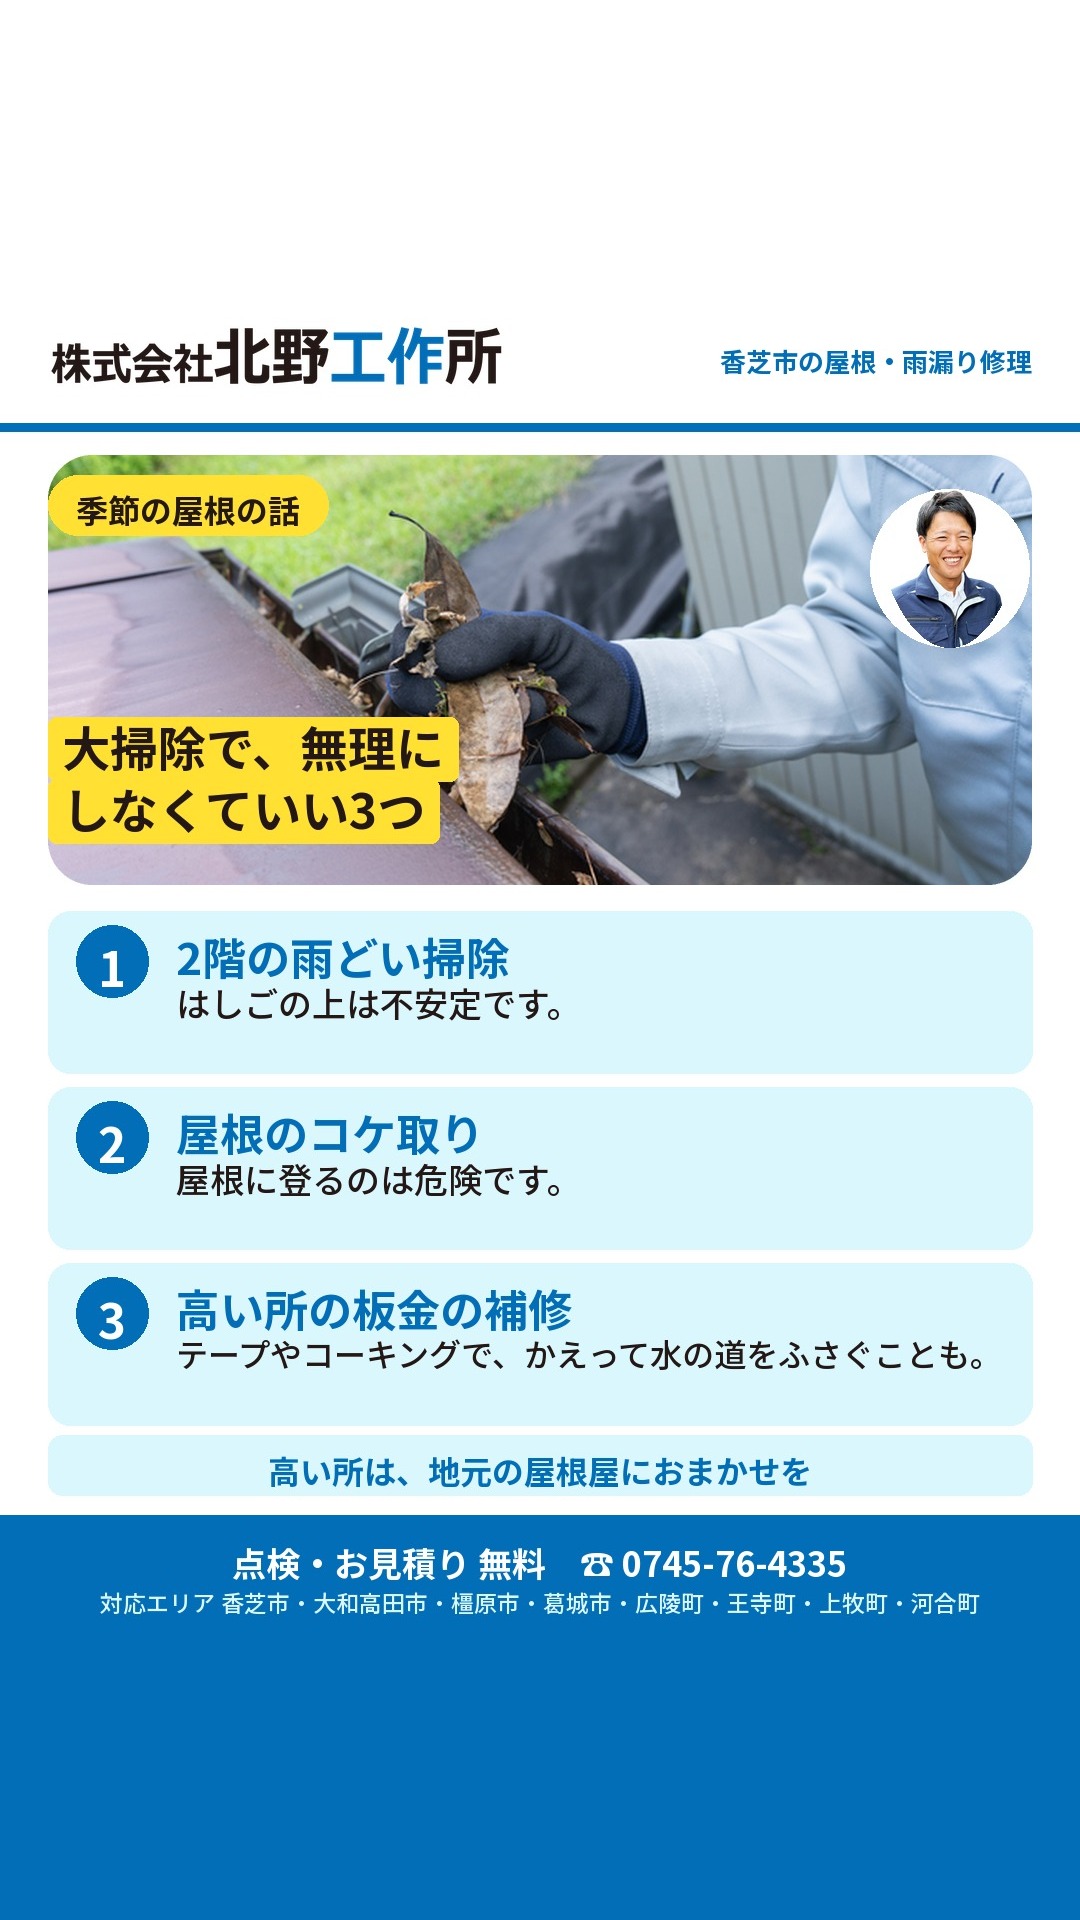 株式会社北野工作所
香芝市の屋根・雨漏り修理
季節の屋根の話
大掃除で、無理に
しなくていい3つ
1
2階の雨どい掃除
はしごの上は不安定です。
2
屋根のコケ取り
屋根に登るのは危険です。
3
高い所の板金の補修
テープやコーキングで、かえって水の道をふさぐことも。
高い所は、地元の屋根屋におまかせを
点検・お見積り 無料　☎ 0745-76-4335
対応エリア 香芝市・大和高田市・橿原市・葛城市・広陵町・王寺町・上牧町・河合町